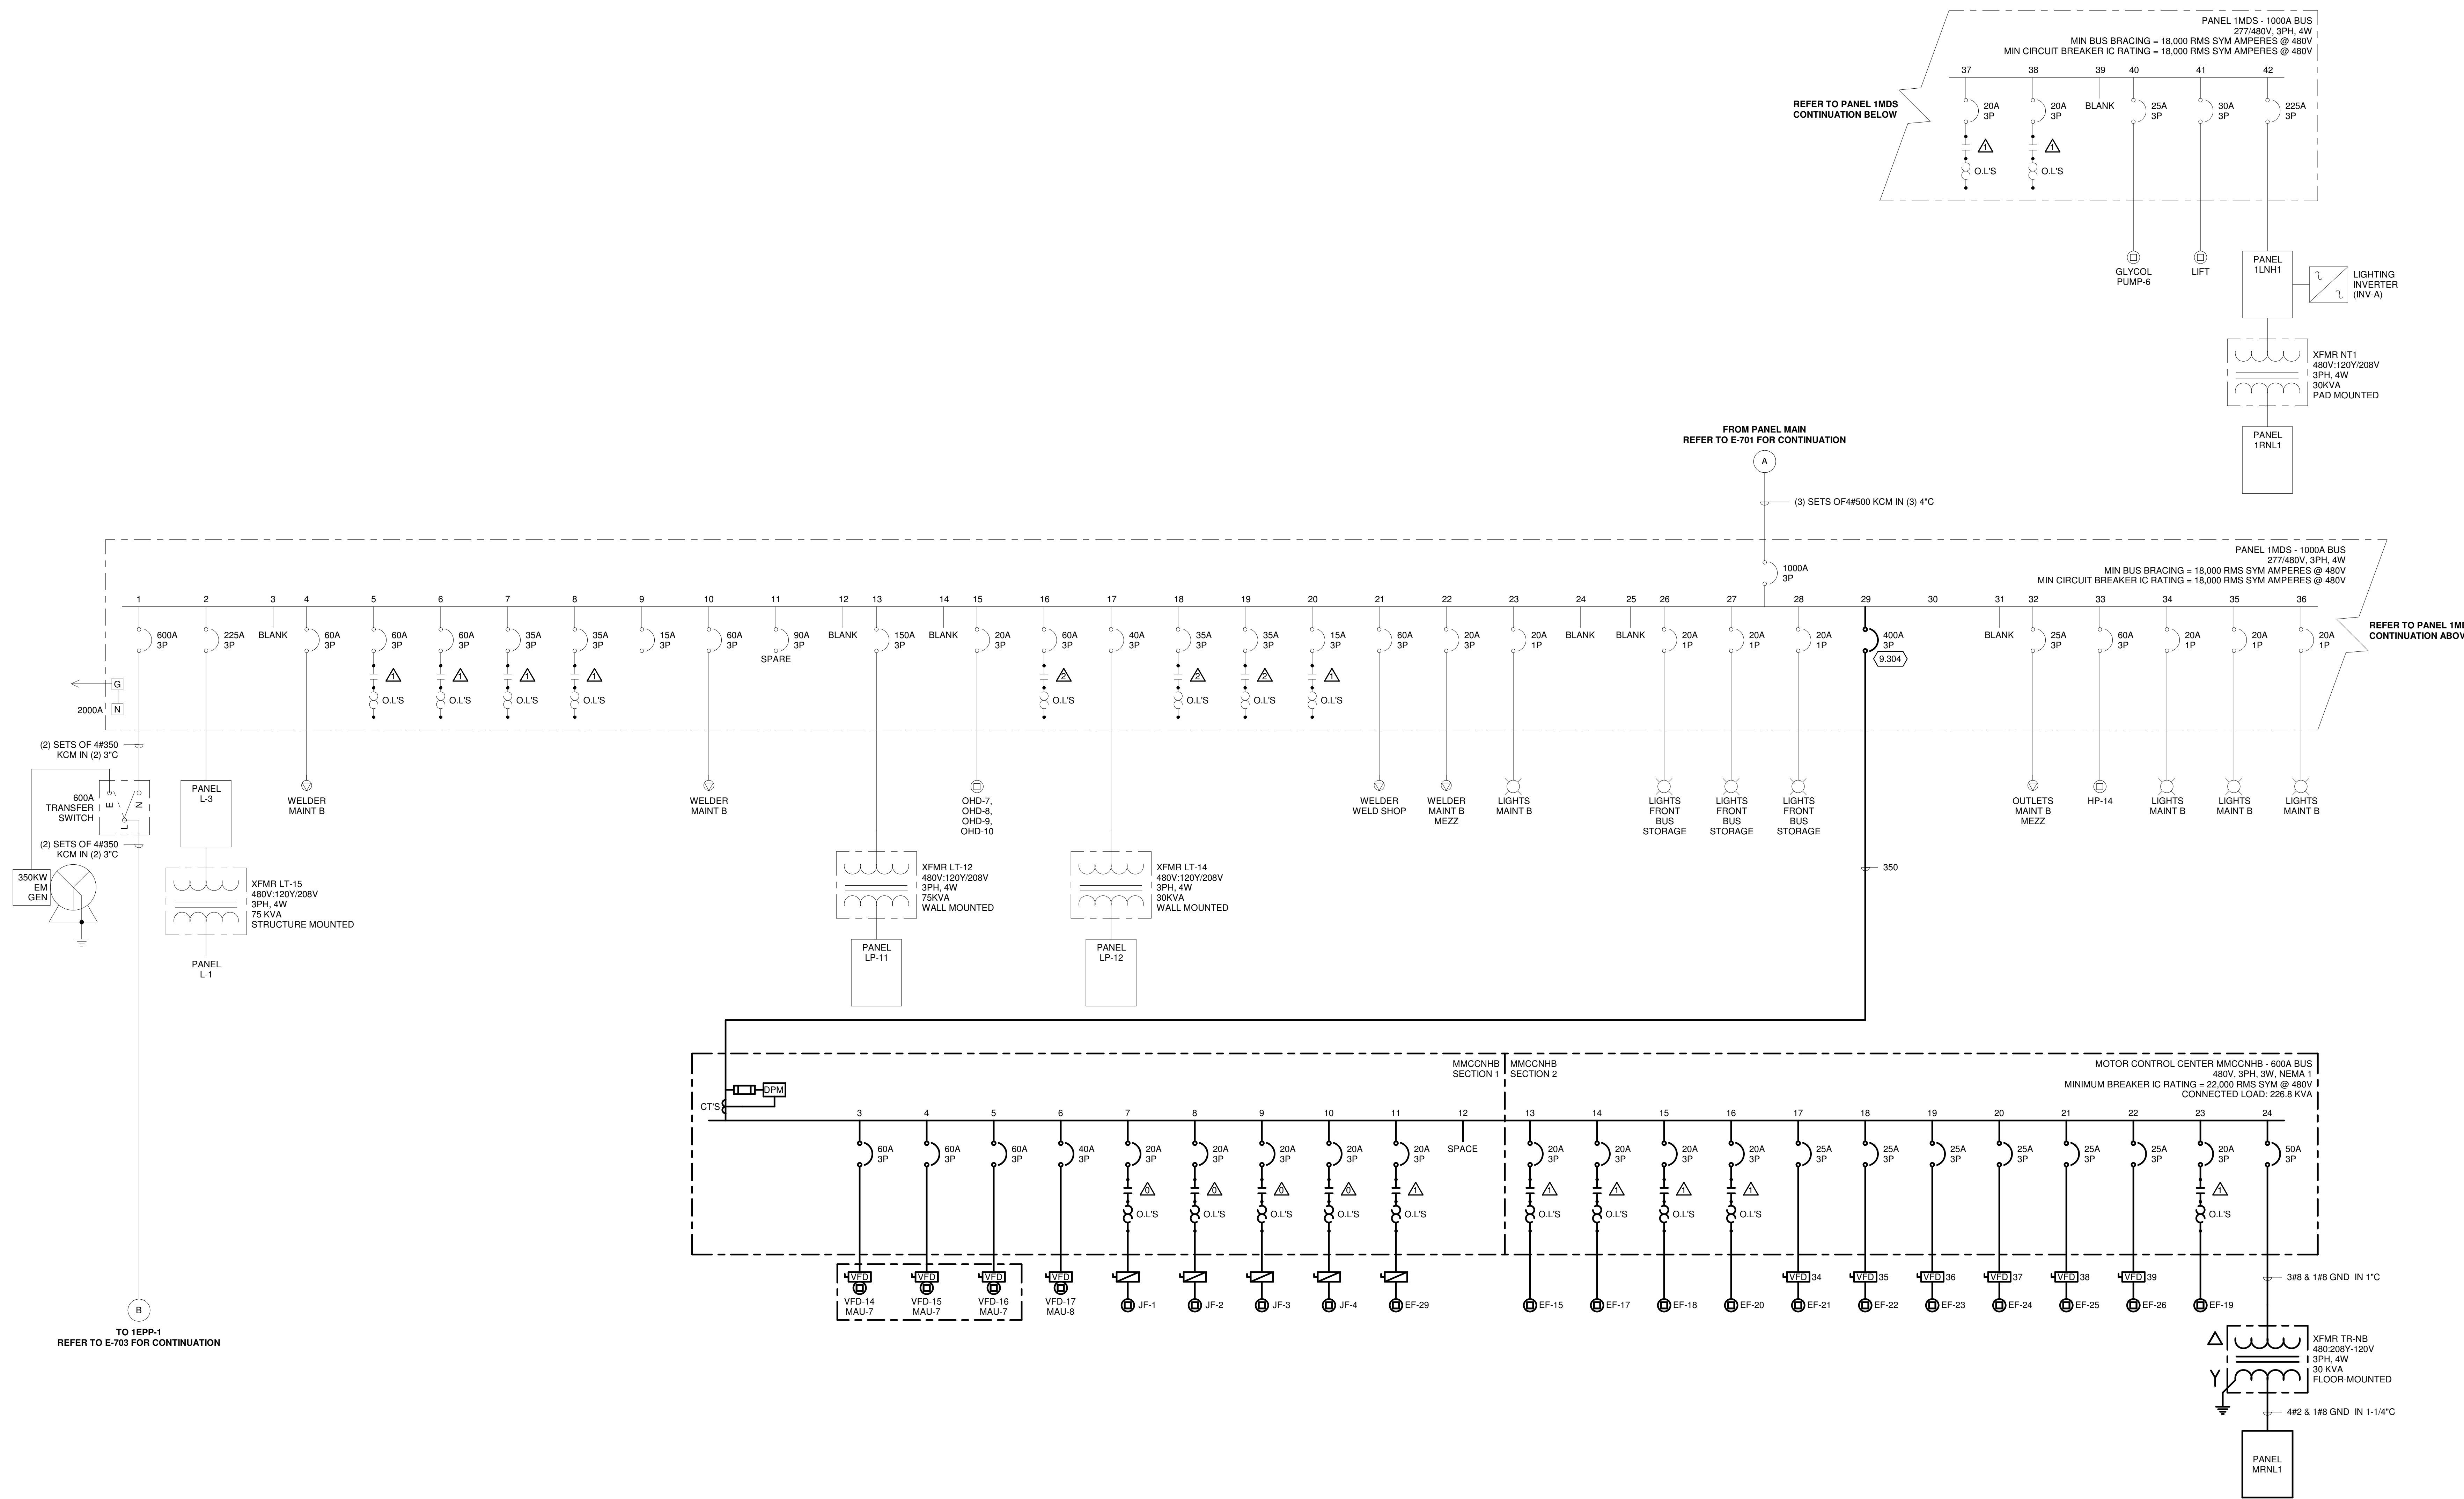 PANEL 1MDS - 1000A BUS
277/480V, 3PH, 4W
MIN BUS BRACING = 18,000 RMS SYM AMPERES @ 480V
MIN CIRCUIT BREAKER IC RATING = 18,000 RMS SYM AMPERES @ 480V
37 38 39 40 41 42
REFER TO PANEL 1MDS
CONTINUATION BELOW
20A 3P
20A 3P
BLANK
25A 3P
30A 3P
225A 3P
1 1
O.L'S O.L'S
GLYCOL
PUMP-6
LIFT
PANEL
1LNH1
LIGHTING
INVERTER
(INV-A)
XFMR NT1
480V:120Y/208V
3PH, 4W
30KVA
PAD MOUNTED
PANEL
1RNL1
FROM PANEL MAIN
REFER TO E-701 FOR CONTINUATION
A
(3) SETS OF4#500 KCM IN (3) 4"C
1000A
3P
PANEL 1MDS - 1000A BUS
277/480V, 3PH, 4W
MIN BUS BRACING = 18,000 RMS SYM AMPERES @ 480V
MIN CIRCUIT BREAKER IC RATING = 18,000 RMS SYM AMPERES @ 480V
1 2 3 4 5 6 7 8 9 10 11 12 13 14 15 16 17 18 19 20 21 22 23 24 25 26 27 28 29 30 31 32 33 34 35 36
600A 3P
225A 3P
BLANK
60A 3P
60A 3P
60A 3P
35A 3P
35A 3P
15A 3P
60A 3P
90A 3P
SPARE
BLANK
150A 3P
BLANK
20A 3P
60A 3P
40A 3P
35A 3P
35A 3P
15A 3P
60A 3P
20A 3P
20A 1P
BLANK
BLANK
20A 1P
20A 1P
20A 1P
400A 3P
9.304
BLANK
25A 3P
60A 3P
20A 1P
20A 1P
20A 1P
REFER TO PANEL 1M
CONTINUATION ABOV
1 1 1 1 2 2 2 1
O.L'S O.L'S O.L'S O.L'S O.L'S O.L'S O.L'S O.L'S
G
2000A N
(2) SETS OF 4#350
KCM IN (2) 3"C
600A
TRANSFER
SWITCH
E N L
(2) SETS OF 4#350
KCM IN (2) 3"C
350KW
EM
GEN
PANEL
L-3
XFMR LT-15
480V:120Y/208V
3PH, 4W
75 KVA
STRUCTURE MOUNTED
PANEL
L-1
WELDER
MAINT B
WELDER
MAINT B
XFMR LT-12
480V:120Y/208V
3PH, 4W
75KVA
WALL MOUNTED
PANEL
LP-11
OHD-7,
OHD-8,
OHD-9,
OHD-10
XFMR LT-14
480V:120Y/208V
3PH, 4W
30KVA
WALL MOUNTED
PANEL
LP-12
WELDER
WELD SHOP
WELDER
MAINT B
MEZZ
LIGHTS
MAINT B
LIGHTS
FRONT
BUS
STORAGE
LIGHTS
FRONT
BUS
STORAGE
LIGHTS
FRONT
BUS
STORAGE
350
OUTLETS
MAINT B
MEZZ
HP-14
LIGHTS
MAINT B
LIGHTS
MAINT B
LIGHTS
MAINT B
B
TO 1EPP-1
REFER TO E-703 FOR CONTINUATION
MMCCNHB
SECTION 1
MMCCNHB
SECTION 2
MOTOR CONTROL CENTER MMCCNHB - 600A BUS
480V, 3PH, 3W, NEMA 1
MINIMUM BREAKER IC RATING = 22,000 RMS SYM @ 480V
CONNECTED LOAD: 226.8 KVA
DPM
CT'S
3 4 5 6 7 8 9 10 11 12 13 14 15 16 17 18 19 20 21 22 23 24
60A 3P
60A 3P
60A 3P
40A 3P
20A 3P
20A 3P
20A 3P
20A 3P
20A 3P
SPACE
20A 3P
20A 3P
20A 3P
20A 3P
25A 3P
25A 3P
25A 3P
25A 3P
25A 3P
25A 3P
20A 3P
50A 3P
0 0 0 0 1 1 1 1 1 1
O.L'S O.L'S O.L'S O.L'S O.L'S O.L'S O.L'S O.L'S O.L'S O.L'S
VFD VFD VFD VFD
VFD 34 VFD 35 VFD 36 VFD 37 VFD 38 VFD 39
VFD-14
MAU-7
VFD-15
MAU-7
VFD-16
MAU-7
VFD-17
MAU-8
JF-1 JF-2 JF-3 JF-4 EF-29 EF-15 EF-17 EF-18 EF-20 EF-21 EF-22 EF-23 EF-24 EF-25 EF-26 EF-19
3#8 & 1#8 GND IN 1"C
XFMR TR-NB
480:208Y-120V
3PH, 4W
30 KVA
FLOOR-MOUNTED
4#2 & 1#8 GND IN 1-1/4"C
PANEL
MRNL1